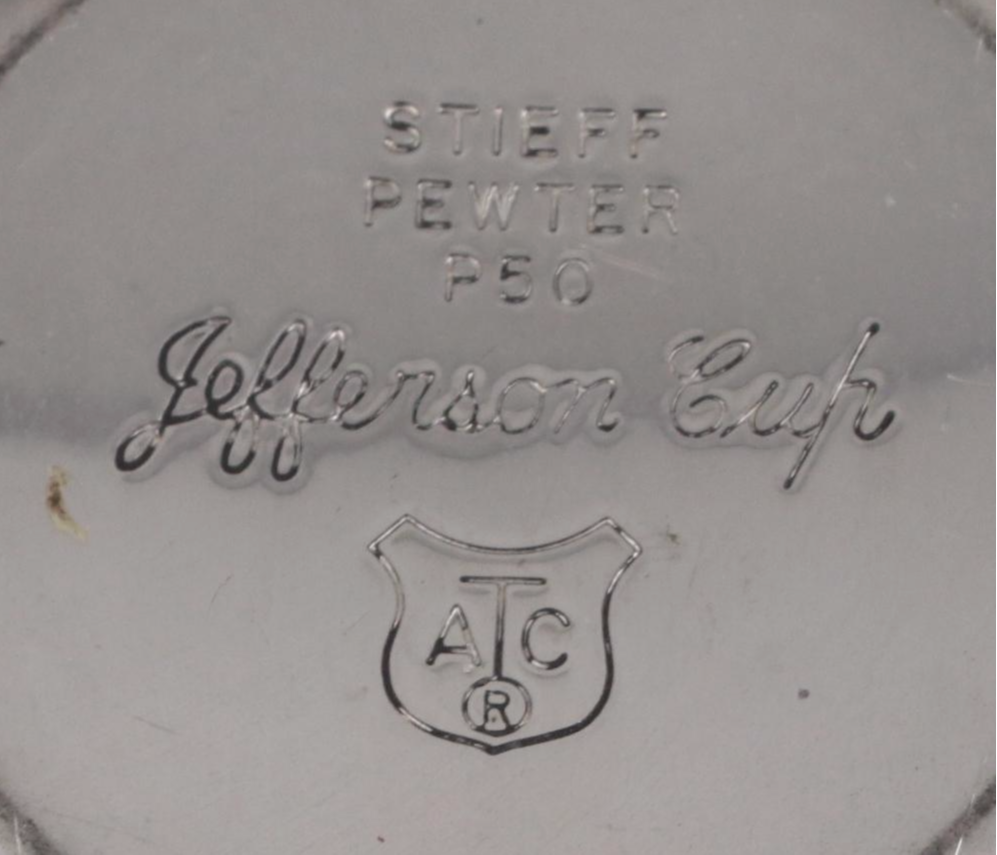 STIEFF
PEWTER
P50
Jefferson Cup
ATC
R